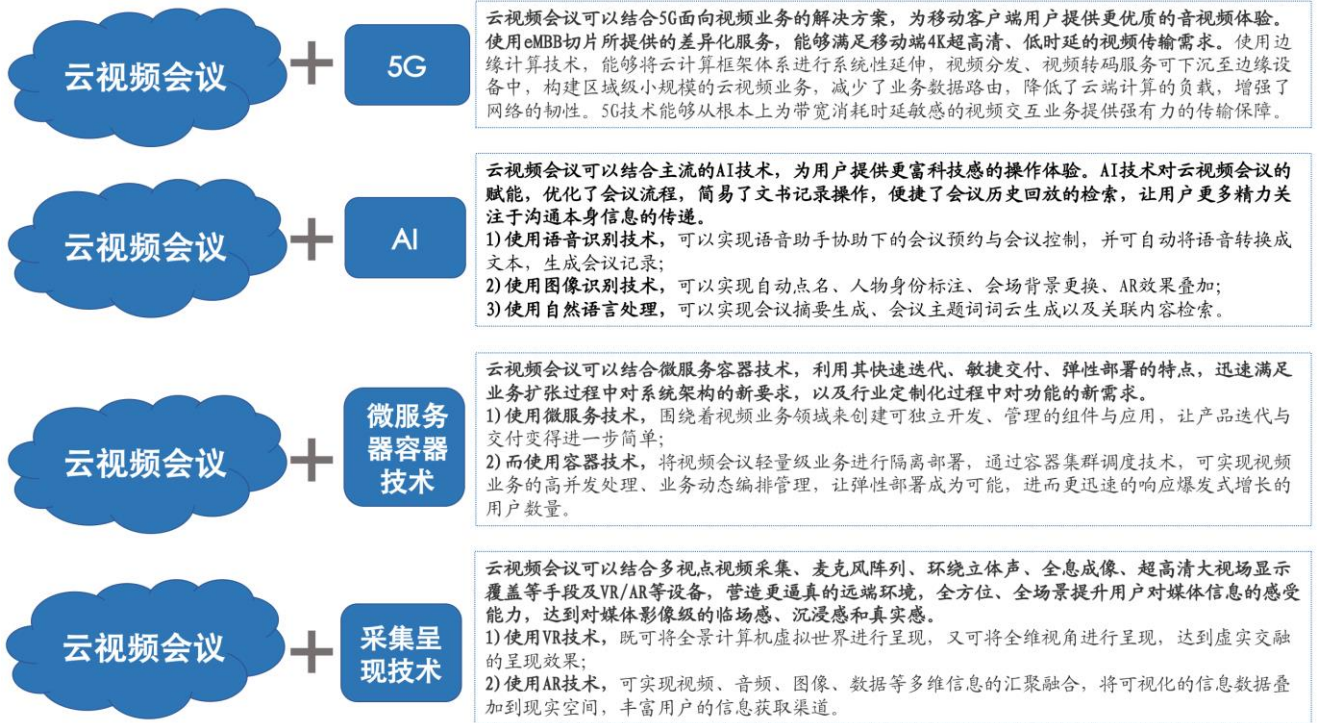 云视频会议
5G
云视频会议可以结合5G面向视频业务的解决方案，为移动客户端用户提供更优质的音视频体验。
使用eMBB切片所提供的差异化服务，能够满足移动端4K超高清、低时延的视频传输需求。使用边
缘计算技术，能够将云计算框架体系进行系统性延伸，视频分发、视频转码服务可下沉至边缘设
备中，构建区域级小规模的云视频业务，减少了业务数据路由，降低了云端计算的负载，增强了
网络的韧性。5G技术能够从根本上为带宽消耗时延敏感的视频交互业务提供强有力的传输保障。
云视频会议
AI
云视频会议可以结合主流的AI技术，为用户提供更富科技感的操作体验。AI技术对云视频会议的
赋能，优化了会议流程，简易了文书记录操作，便捷了会议历史回放的检索，让用户更多精力关
注于沟通本身信息的传递。
1)使用语音识别技术，可以实现语音助手协助下的会议预约与会议控制，并可自动将语音转换成
文本，生成会议记录；
2)使用图像识别技术，可以实现自动点名、人物身份标注、会场背景更换、AR效果叠加；
3)使用自然语言处理，可以实现会议摘要生成、会议主题词词云生成以及关联内容检索。
云视频会议
微服务
器容器
技术
云视频会议可以结合微服务容器技术，利用其快速迭代、敏捷交付、弹性部署的特点，迅速满足
业务扩张过程中对系统架构的新要求，以及行业定制化过程中对功能的新需求。
1)使用微服务技术，围绕着视频业务领域来创建可独立开发、管理的组件与应用，让产品迭代与
交付变得进一步简单；
2)而使用容器技术，将视频会议轻量级业务进行隔离部署，通过容器集群调度技术，可实现视频
业务的高并发处理、业务动态编排管理，让弹性部署成为可能，进而更迅速的响应爆发式增长的
用户数量。
云视频会议
采集呈
现技术
云视频会议可以结合多视点视频采集、麦克风阵列、环绕立体声、全息成像、超高清大视场显示
覆盖等手段及VR/AR等设备，营造更逼真的远端环境，全方位、全场景提升用户对媒体信息的感受
能力，达到对媒体影像级的临场感、沉浸感和真实感。
1)使用VR技术，既可将全景计算机虚拟世界进行呈现，又可将全维视角进行呈现，达到虚实交融
的呈现效果；
2)使用AR技术，可实现视频、音频、图像、数据等多维信息的汇聚融合，将可视化的信息数据叠
加到现实空间，丰富用户的信息获取渠道。